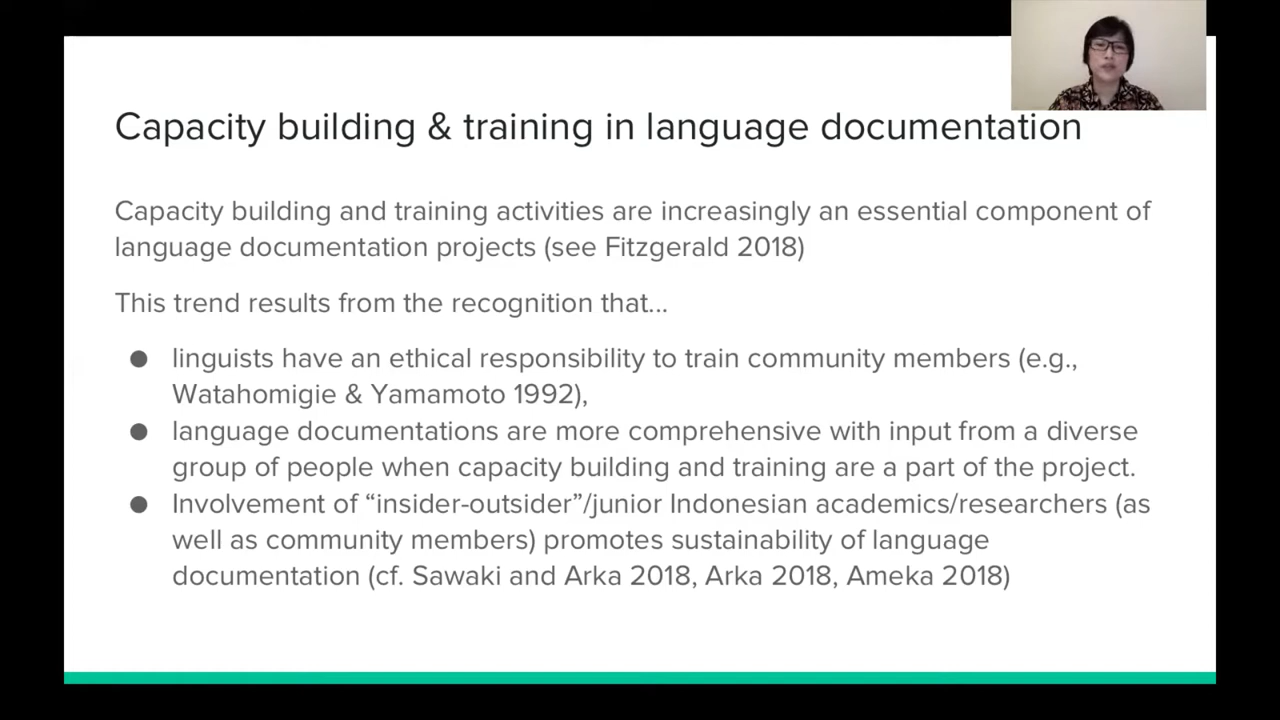 Capacity building & training in language documentation
Capacity building and training activities are increasingly an essential component of
language documentation projects (see Fitzgerald 2018)
This trend results from the recognition that...
● linguists have an ethical responsibility to train community members (e.g.,
Watahomigie & Yamamoto 1992),
● language documentations are more comprehensive with input from a diverse
group of people when capacity building and training are a part of the project.
● Involvement of “insider-outsider”/junior Indonesian academics/researchers (as
well as community members) promotes sustainability of language
documentation (cf. Sawaki and Arka 2018, Arka 2018, Ameka 2018)